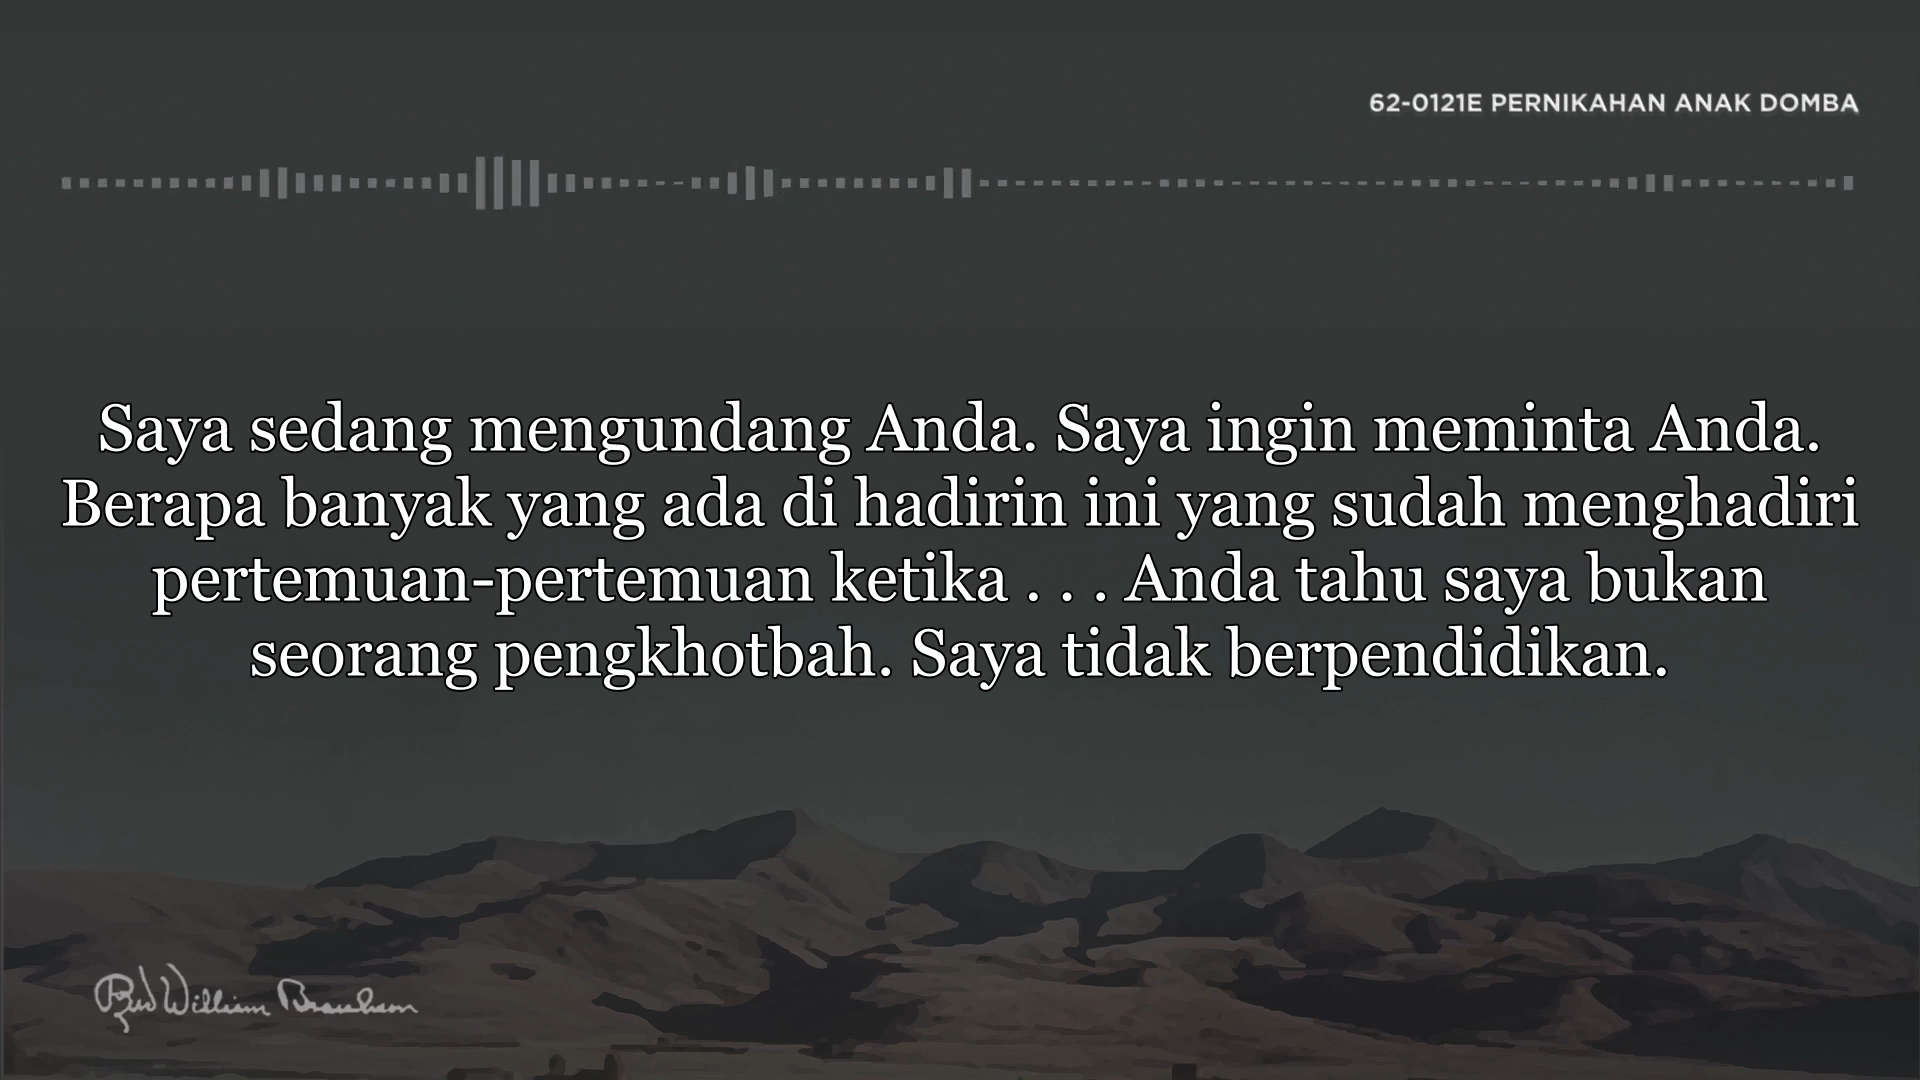 62-0121E PERNIKAHAN ANAK DOMBA
Saya sedang mengundang Anda. Saya ingin meminta Anda.
Berapa banyak yang ada di hadirin ini yang sudah menghadiri
pertemuan-pertemuan ketika . . . Anda tahu saya bukan
seorang pengkhotbah. Saya tidak berpendidikan.
Rev William Branham